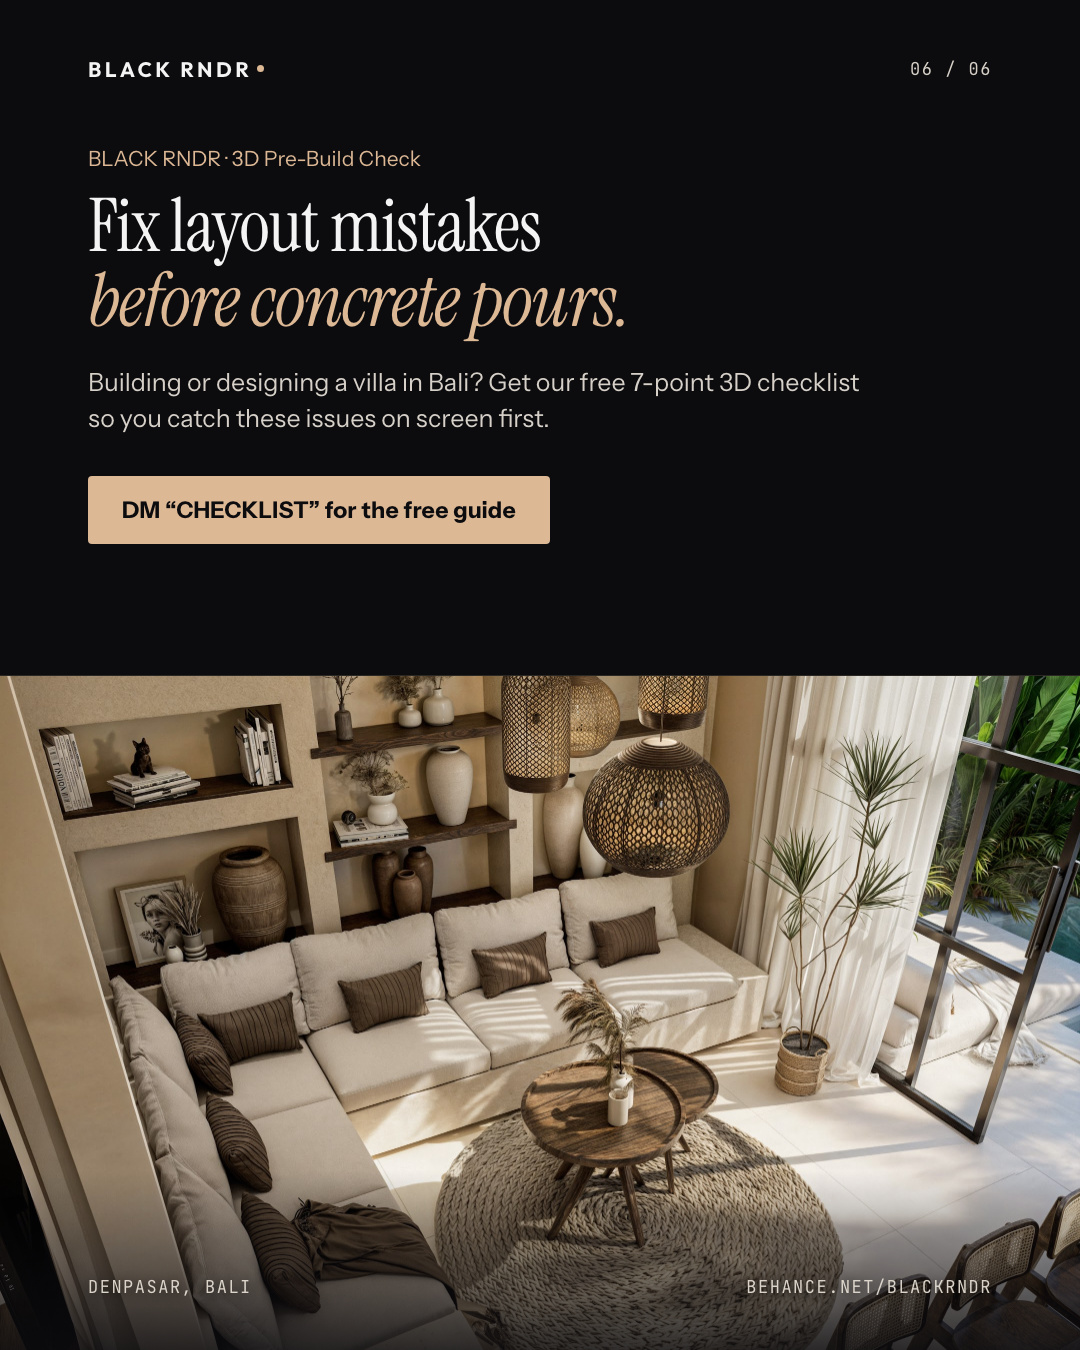 BLACK RNDR
06 / 06
BLACK RNDR · 3D Pre-Build Check
Fix layout mistakes
before concrete pours.
Building or designing a villa in Bali? Get our free 7-point 3D checklist
so you catch these issues on screen first.
DM “CHECKLIST” for the free guide
DENPASAR, BALI
BEHANCE.NET/BLACKRNDR